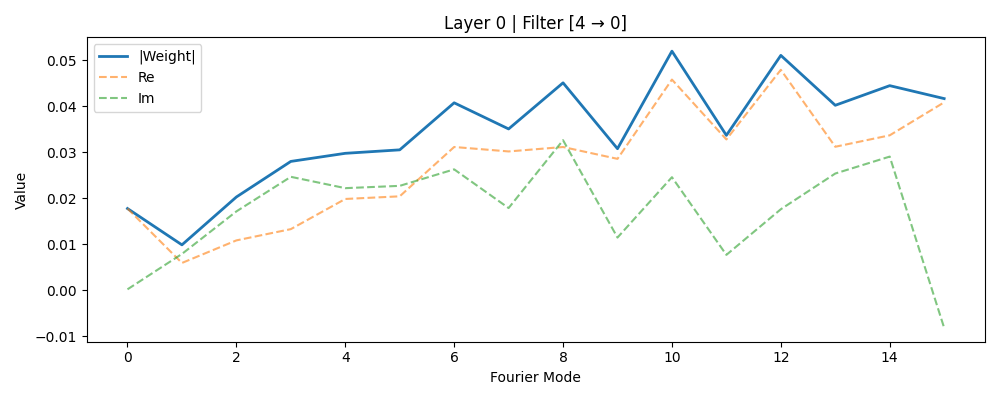 Layer 0 | Filter [4 → 0]
|Weight|
Re
Im
Value
0.05
0.04
0.03
0.02
0.01
0.00
−0.01
0 2 4 6 8 10 12 14
Fourier Mode